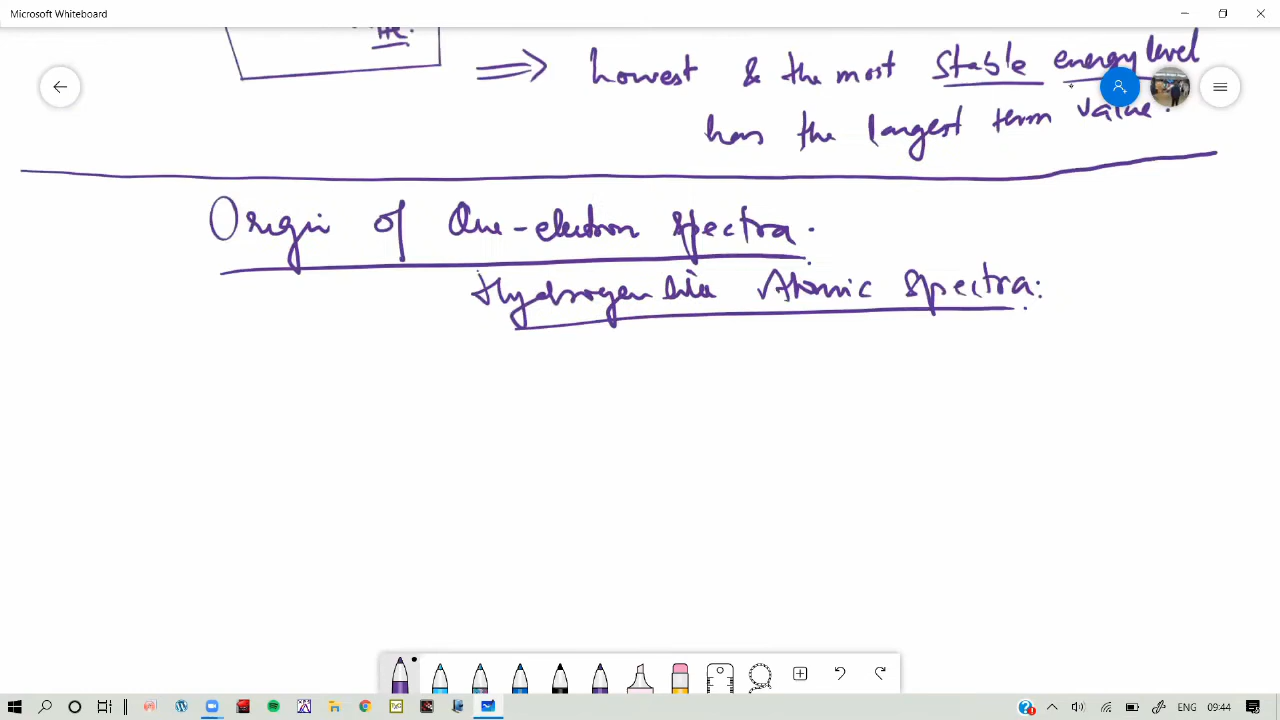 Microsoft Whiteboard
⟹ Lowest & the most stable energy level
has the largest term value.
Origin of One-electron spectra.
Hydrogen like Atomic spectra:
ENG
09:44